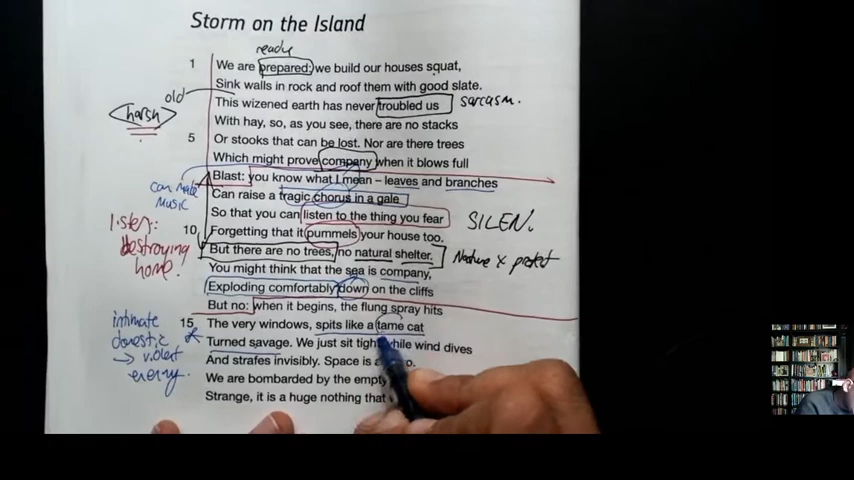 Storm on the Island
ready
1 We are prepared: we build our houses squat,
Sink walls in rock and roof them with good slate.
old
This wizened earth has never troubled us
sarcasm.
<harsh>
With hay, so, as you see, there are no stacks
5 Or stooks that can be lost. Nor are there trees
Which might prove company when it blows full
Blast: you know what I mean – leaves and branches
can make
music
Can raise a tragic chorus in a gale
So that you can listen to the thing you fear
SILEN.
listen:
destroying
home.
10 Forgetting that it pummels your house too.
But there are no trees, no natural shelter.
Nature x protect
You might think that the sea is company,
Exploding comfortably down on the cliffs
But no: when it begins, the flung spray hits
15 The very windows, spits like a tame cat
intimate
domestic
→ violent
enemy.
Turned savage. We just sit tight while wind dives
And strafes invisibly. Space is a
We are bombarded by the empty
Strange, it is a huge nothing that